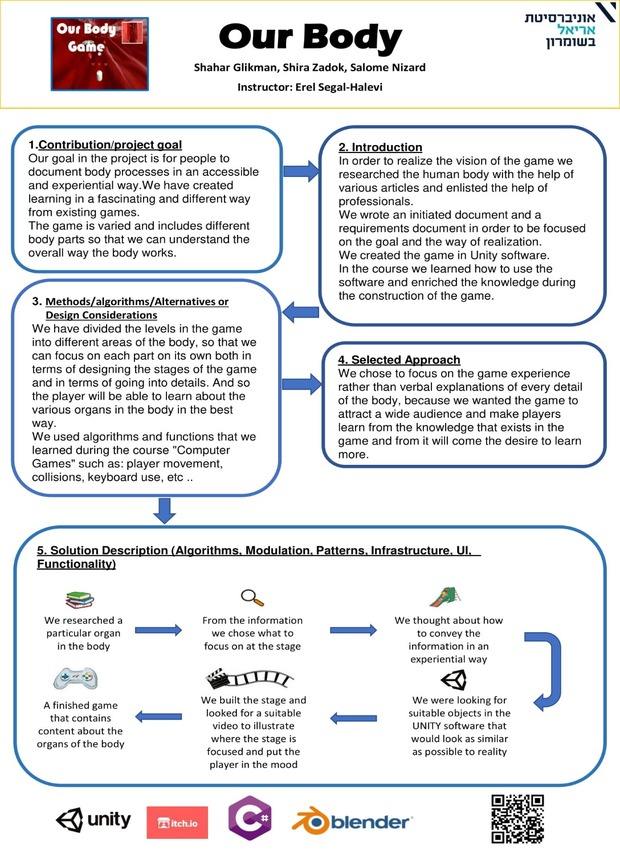 Our Body
Game
Our Body
Shahar Glikman, Shira Zadok, Salome Nizard
Instructor: Erel Segal-Halevi
אוניברסיטת
אריאל
בשומרון
1.Contribution/project goal
Our goal in the project is for people to
document body processes in an accessible
and experiential way.We have created
learning in a fascinating and different way
from existing games.
The game is varied and includes different
body parts so that we can understand the
overall way the body works.
2. Introduction
In order to realize the vision of the game we
researched the human body with the help of
various articles and enlisted the help of
professionals.
We wrote an initiated document and a
requirements document in order to be focused
on the goal and the way of realization.
We created the game in Unity software.
In the course we learned how to use the
software and enriched the knowledge during
the construction of the game.
3. Methods/algorithms/Alternatives or
Design Considerations
We have divided the levels in the game
into different areas of the body, so that we
can focus on each part on its own both in
terms of designing the stages of the game
and in terms of going into details. And so
the player will be able to learn about the
various organs in the body in the best
way.
We used algorithms and functions that we
learned during the course "Computer
Games" such as: player movement,
collisions, keyboard use, etc ..
4. Selected Approach
We chose to focus on the game experience
rather than verbal explanations of every detail
of the body, because we wanted the game to
attract a wide audience and make players
learn from the knowledge that exists in the
game and from it will come the desire to learn
more.
5. Solution Description (Algorithms, Modulation, Patterns, Infrastructure, UI,
Functionality)
We researched a
particular organ
in the body
From the information
we chose what to
focus on at the stage
We thought about how
to convey the
information in an
experiential way
We were looking for
suitable objects in the
UNITY software that
would look as similar
as possible to reality
We built the stage and
looked for a suitable
video to illustrate
where the stage is
focused and put the
player in the mood
A finished game
that contains
content about the
organs of the body
unity
itch.io
C#
blender